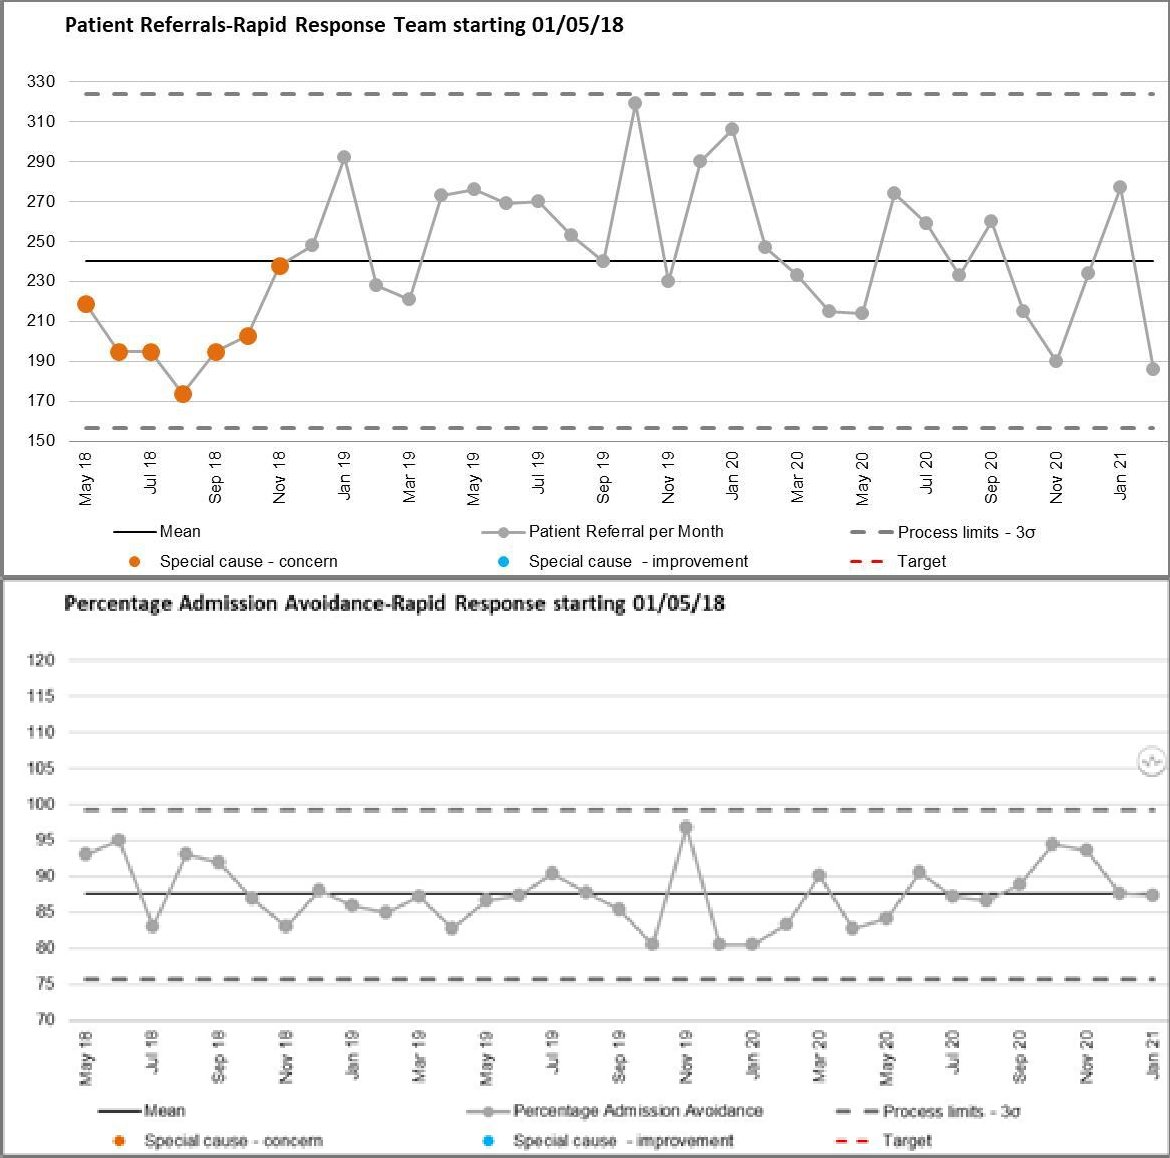 Patient Referrals-Rapid Response Team starting 01/05/18
330
310
290
270
250
230
210
190
170
150
May 18 Jul 18 Sep 18 Nov 18 Jan 19 Mar 19 May 19 Jul 19 Sep 19 Nov 19 Jan 20 Mar 20 May 20 Jul 20 Sep 20 Nov 20 Jan 21
Mean Patient Referral per Month Process limits - 3σ
Special cause - concern Special cause - improvement Target
Percentage Admission Avoidance-Rapid Response starting 01/05/18
120
115
110
105
100
95
90
85
80
75
70
May 18 Jul 18 Sep 18 Nov 18 Jan 19 Mar 19 May 19 Jul 19 Sep 19 Nov 19 Jan 20 Mar 20 May 20 Jul 20 Sep 20 Nov 20 Jan 21
Mean Percentage Admission Avoidance Process limits - 3σ
Special cause - concern Special cause - improvement Target